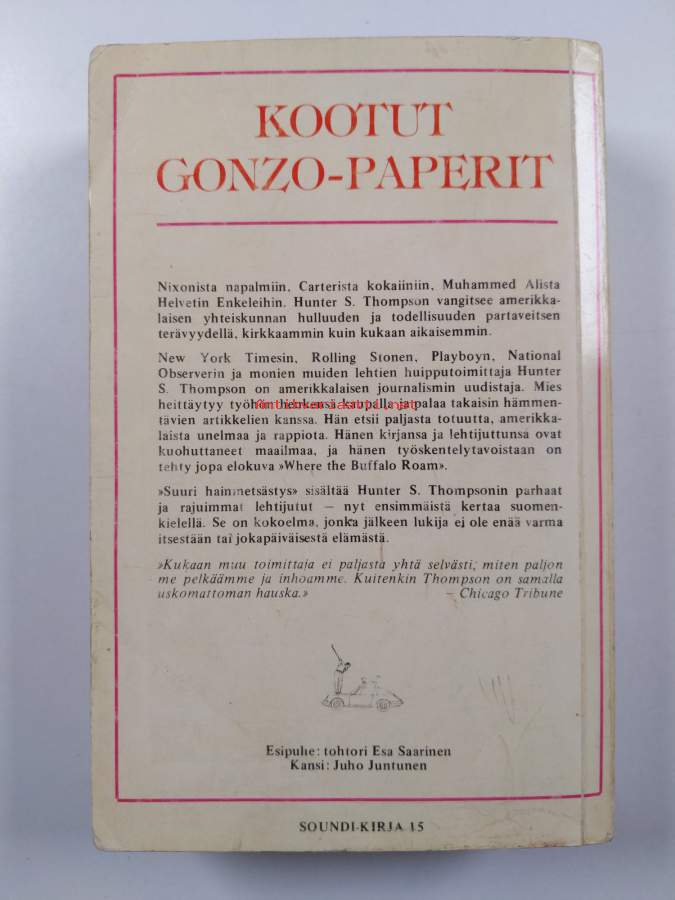 KOOTUT
GONZO-PAPERIT
Nixonista napalmiin, Carterista kokaiiniin, Muhammed Alista
Helvetin Enkeleihin. Hunter S. Thompson vangitsee amerikka-
laisen yhteiskunnan hulluuden ja todellisuuden partaveitsen
terävyydellä, kirkkaammin kuin kukaan aikaisemmin.
New York Timesin, Rolling Stonen, Playboyn, National
Observerin ja monien muiden lehtien huipputoimittaja Hunter
S. Thompson on amerikkalaisen journalismin uudistaja. Mies
heittäytyy työhön henkensä kaupalla ja palaa takaisin hämmen-
tävien artikkelien kanssa. Hän etsii paljasta totuutta, amerikka-
laista unelmaa ja rappiota. Hänen kirjansa ja lehtijuttunsa ovat
kuohuttaneet maailmaa, ja hänen työskentelytavoistaan on
tehty jopa elokuva »Where the Buffalo Roam».
»Suuri haimetsästys» sisältää Hunter S. Thompsonin parhaat
ja rajuimmat lehtijutut – nyt ensimmäistä kertaa suomen-
kielellä. Se on kokoelma, jonka jälkeen lukija ei ole enää varma
itsestään tai jokapäiväisestä elämästä.
»Kukaan muu toimittaja ei paljasta yhtä selvästi, miten paljon
me pelkäämme ja inhoamme. Kuitenkin Thompson on samalla
uskomattoman hauska.» – Chicago Tribune
Esipuhe: tohtori Esa Saarinen
Kansi: Juho Juntunen
SOUNDI-KIRJA 15